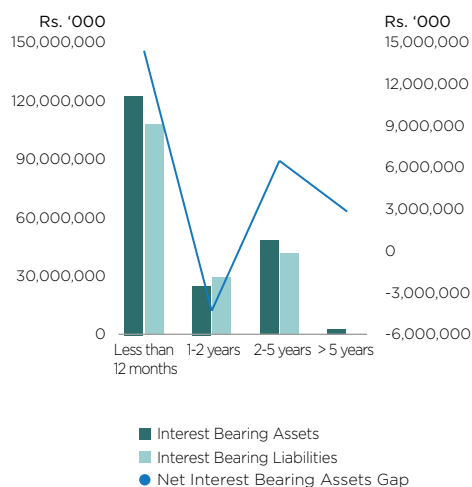 Rs. ‘000
150,000,000
120,000,000
90,000,000
60,000,000
30,000,000
0
Rs. ‘000
15,000,000
12,000,000
9,000,000
6,000,000
3,000,000
0
-3,000,000
-6,000,000
Less than
12 months
1-2 years
2-5 years
> 5 years
Interest Bearing Assets
Interest Bearing Liabilities
Net Interest Bearing Assets Gap